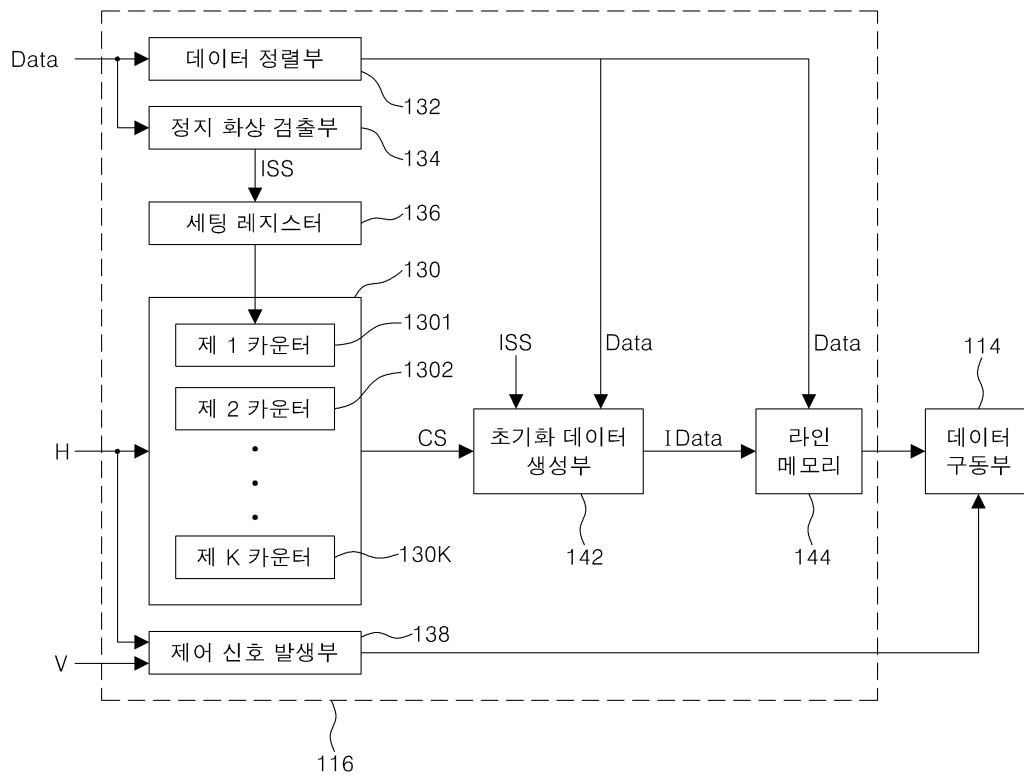 Data
데이터 정렬부
132
정지 화상 검출부
134
ISS
세팅 레지스터
136
130
제 1 카운터
1301
제 2 카운터
1302
ISS
Data
Data
114
H
CS
초기화 데이터
생성부
IData
라인
메모리
데이터
구동부
142
144
제 K 카운터
130K
제어 신호 발생부
138
V
116